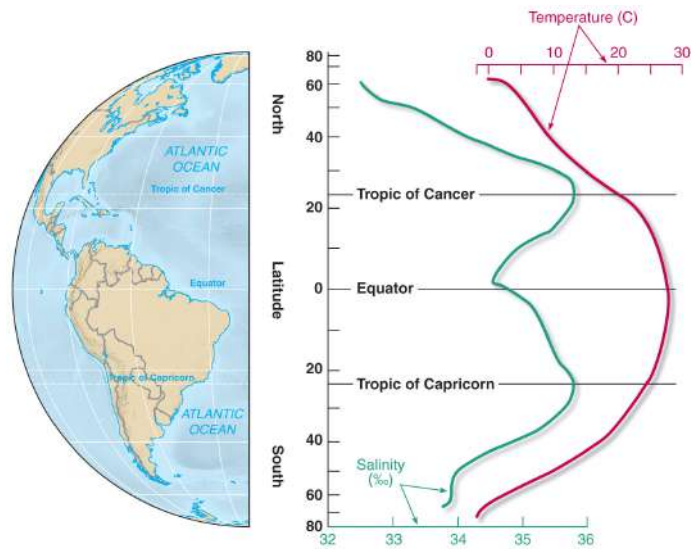 Temperature (C)
0
10
20
30
80
60
40
20
0
20
40
60
80
North
Latitude
South
ATLANTIC
OCEAN
Tropic of Cancer
Equator
Tropic of Capricorn
ATLANTIC
OCEAN
Tropic of Cancer
Equator
Tropic of Capricorn
Salinity
(‰)
32
33
34
35
36